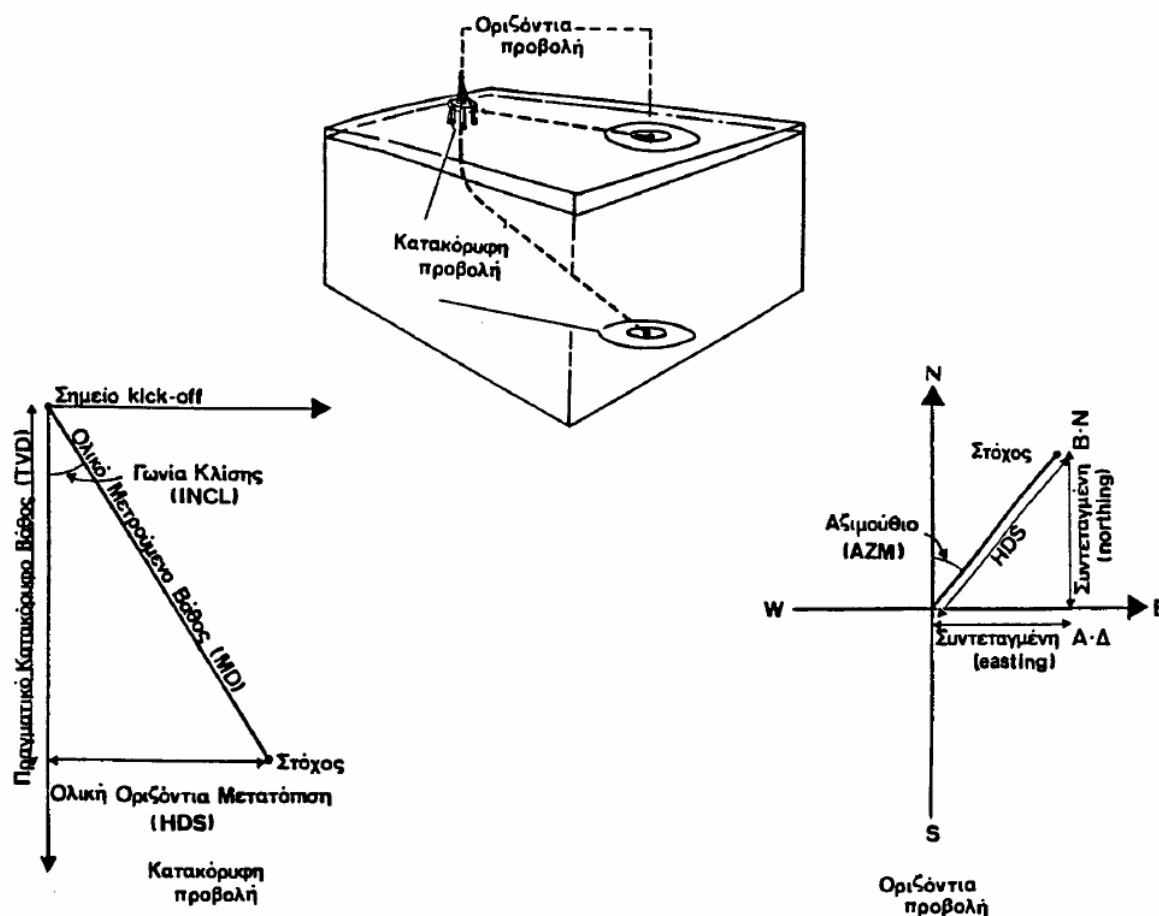 Οριζόντια
προβολή
Κατακόρυφη
προβολή
Σημείο kick-off
Πραγματικό Κατακόρυφο Βάθος (TVD)
Γωνία Κλίσης
(INCL)
Ολικό Μετρούμενο Βάθος (MD)
Στόχος
Ολική Οριζόντια Μετατόπιση
(HDS)
Κατακόρυφη
προβολή
N
Στόχος
Β·Ν
Αξιμούθιο
(AZM)
HDS
Συντεταγμένη
(northing)
W
E
Συντεταγμένη Α·Δ
(easting)
S
Οριζόντια
προβολή